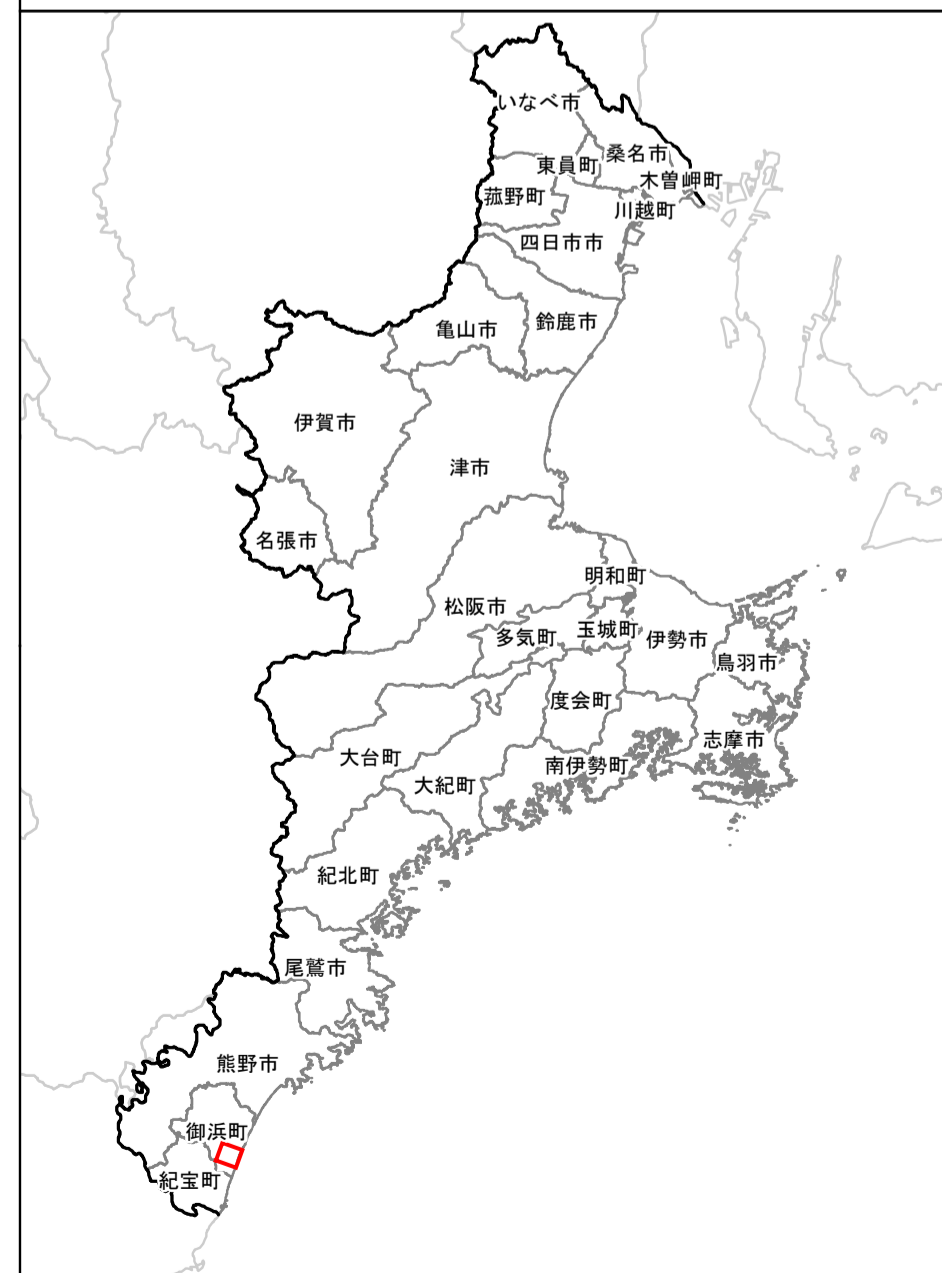 いなべ市
東員町
桑名市
木曽岬町
菰野町
川越町
四日市市
亀山市
鈴鹿市
伊賀市
津市
名張市
明和町
松阪市
多気町
玉城町
伊勢市
鳥羽市
度会町
志摩市
大台町
南伊勢町
大紀町
紀北町
尾鷲市
熊野市
御浜町
紀宝町